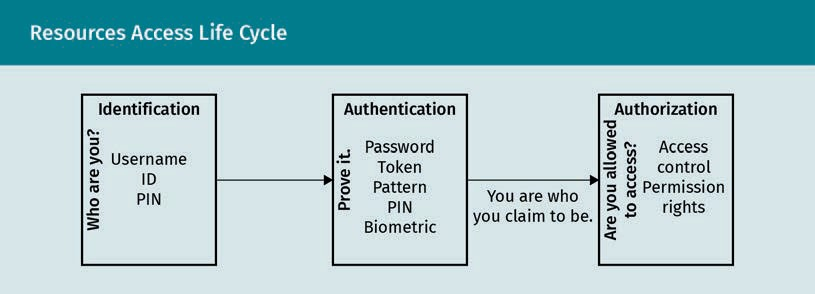 Resources Access Life Cycle
Identification
Who are you?
Username
ID
PIN
Authentication
Prove it.
Password
Token
Pattern
PIN
Biometric
You are who
you claim to be.
Authorization
Are you allowed
to access?
Access
control
Permission
rights